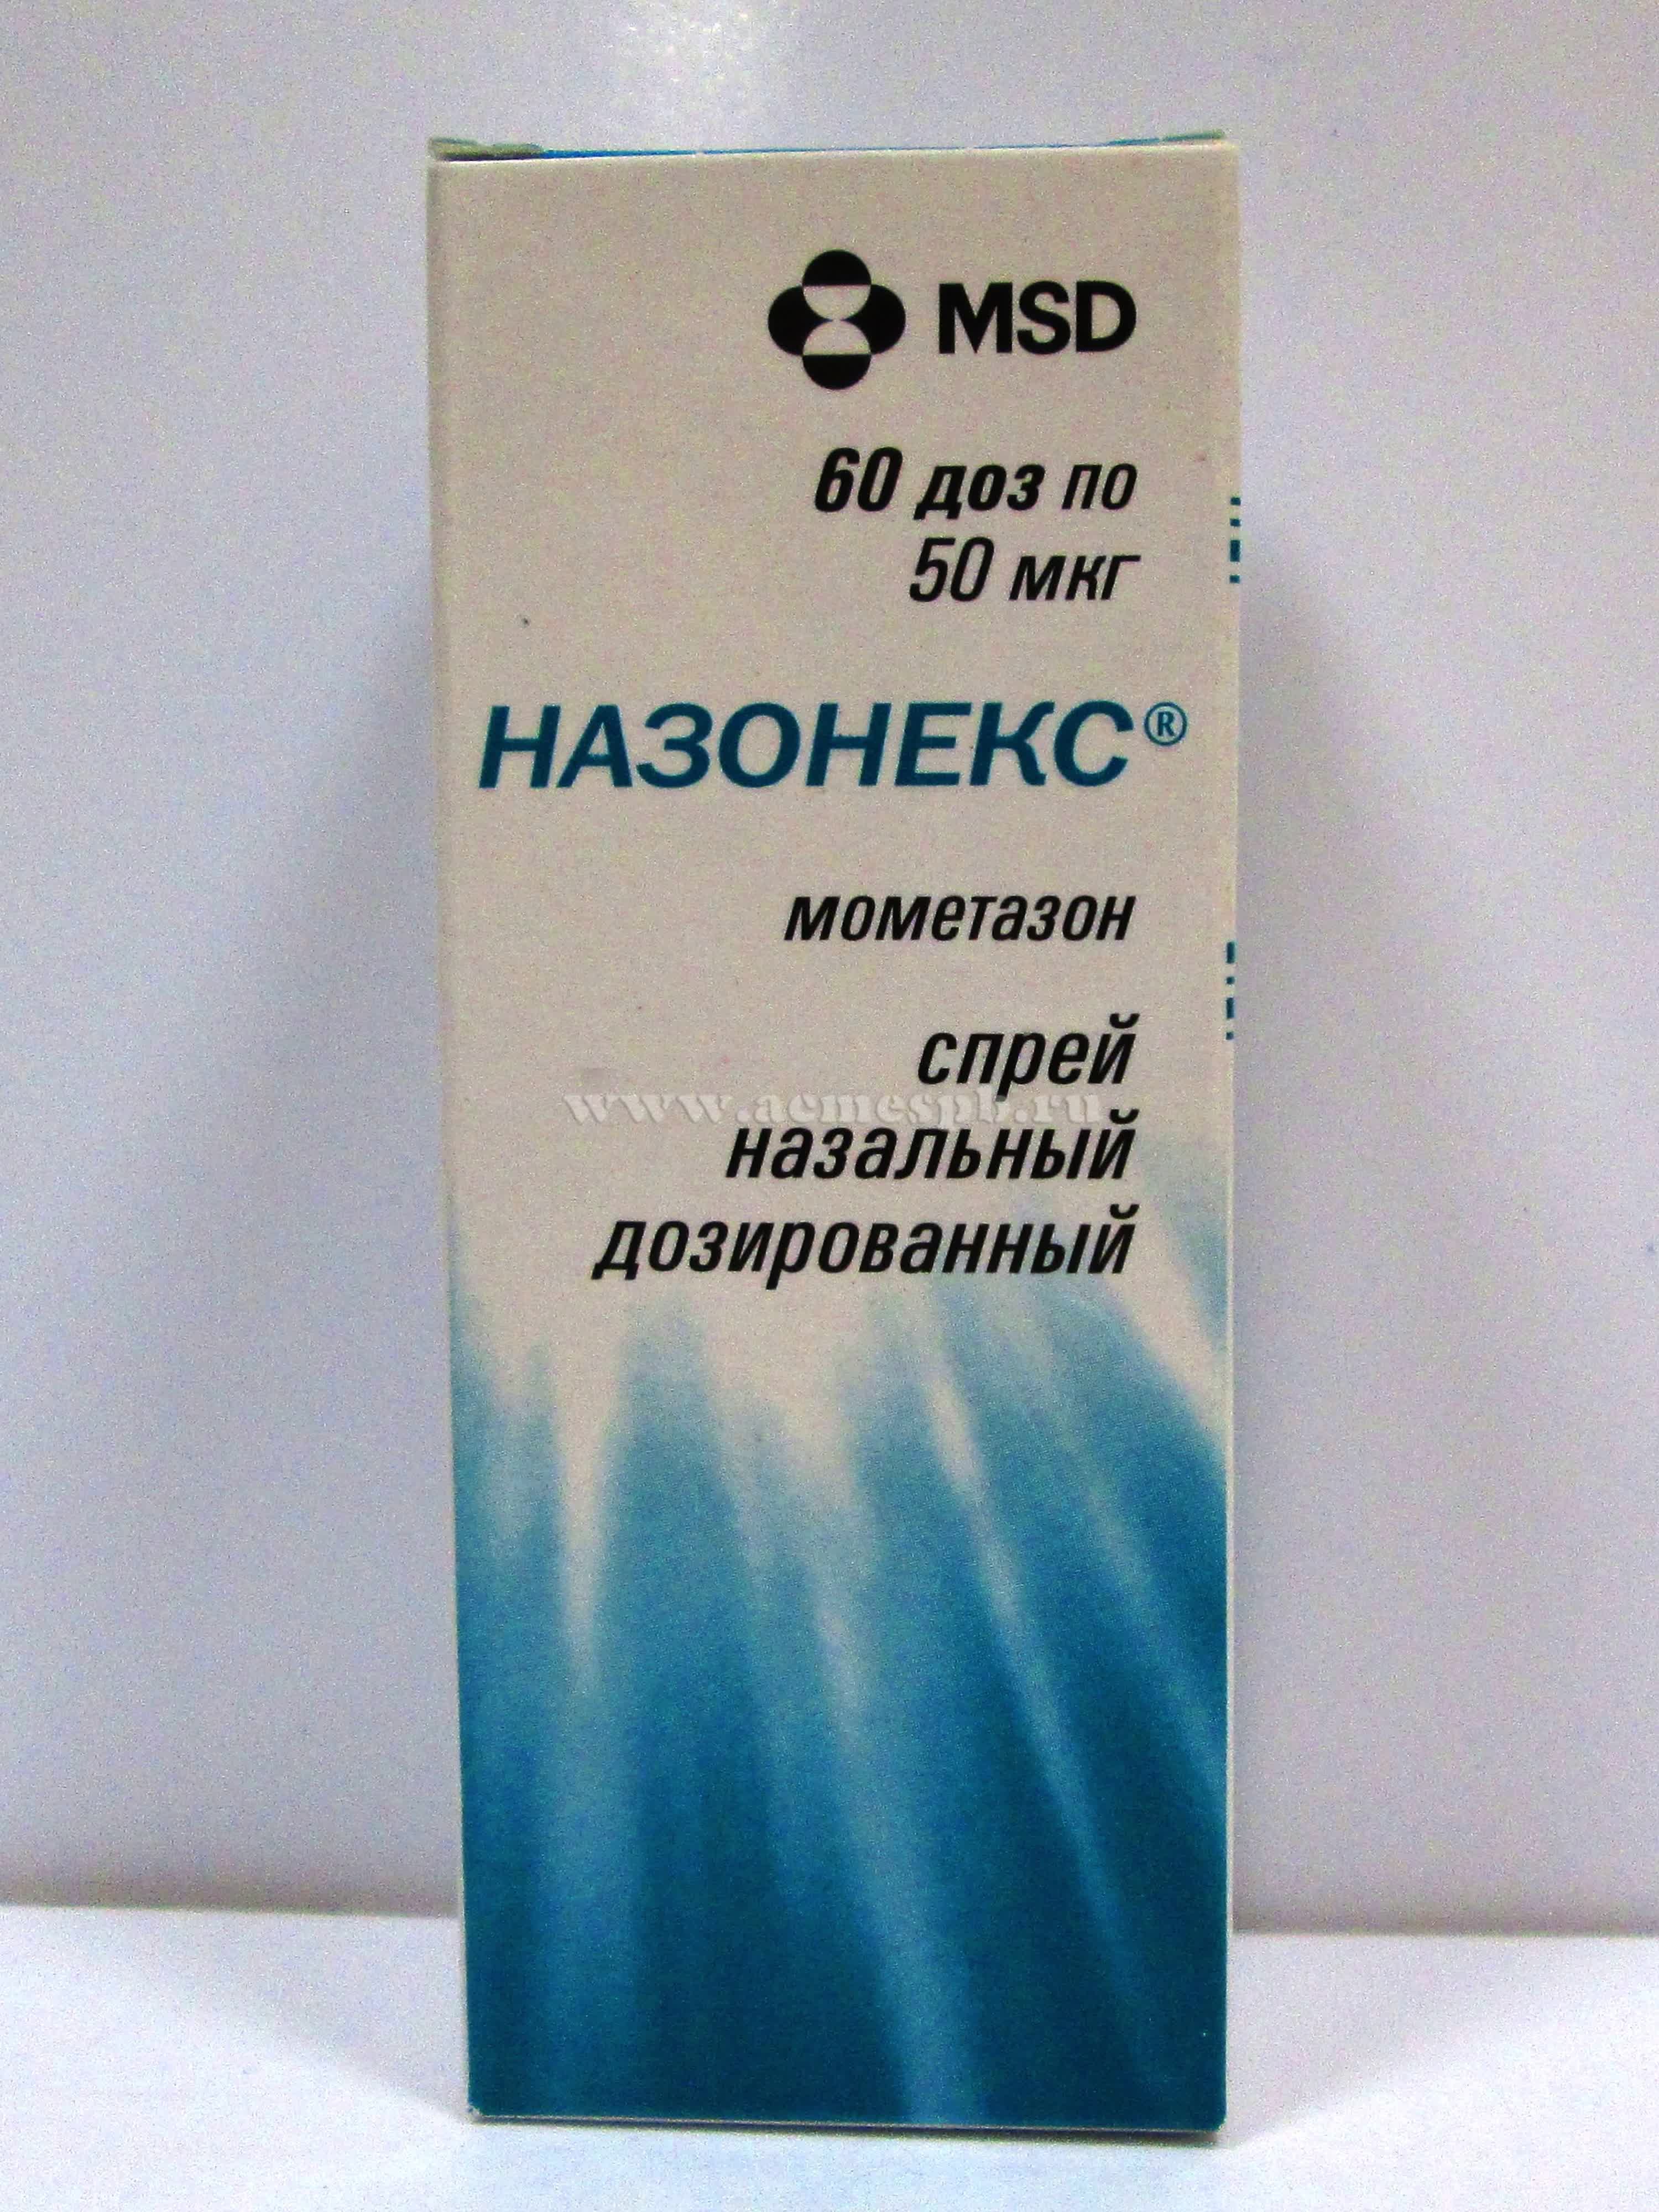 MSD
60 доз по
50 мкг
НАЗОНЕКС®
мометазон
спрей
www.acmespb.ru
назальный
дозированный